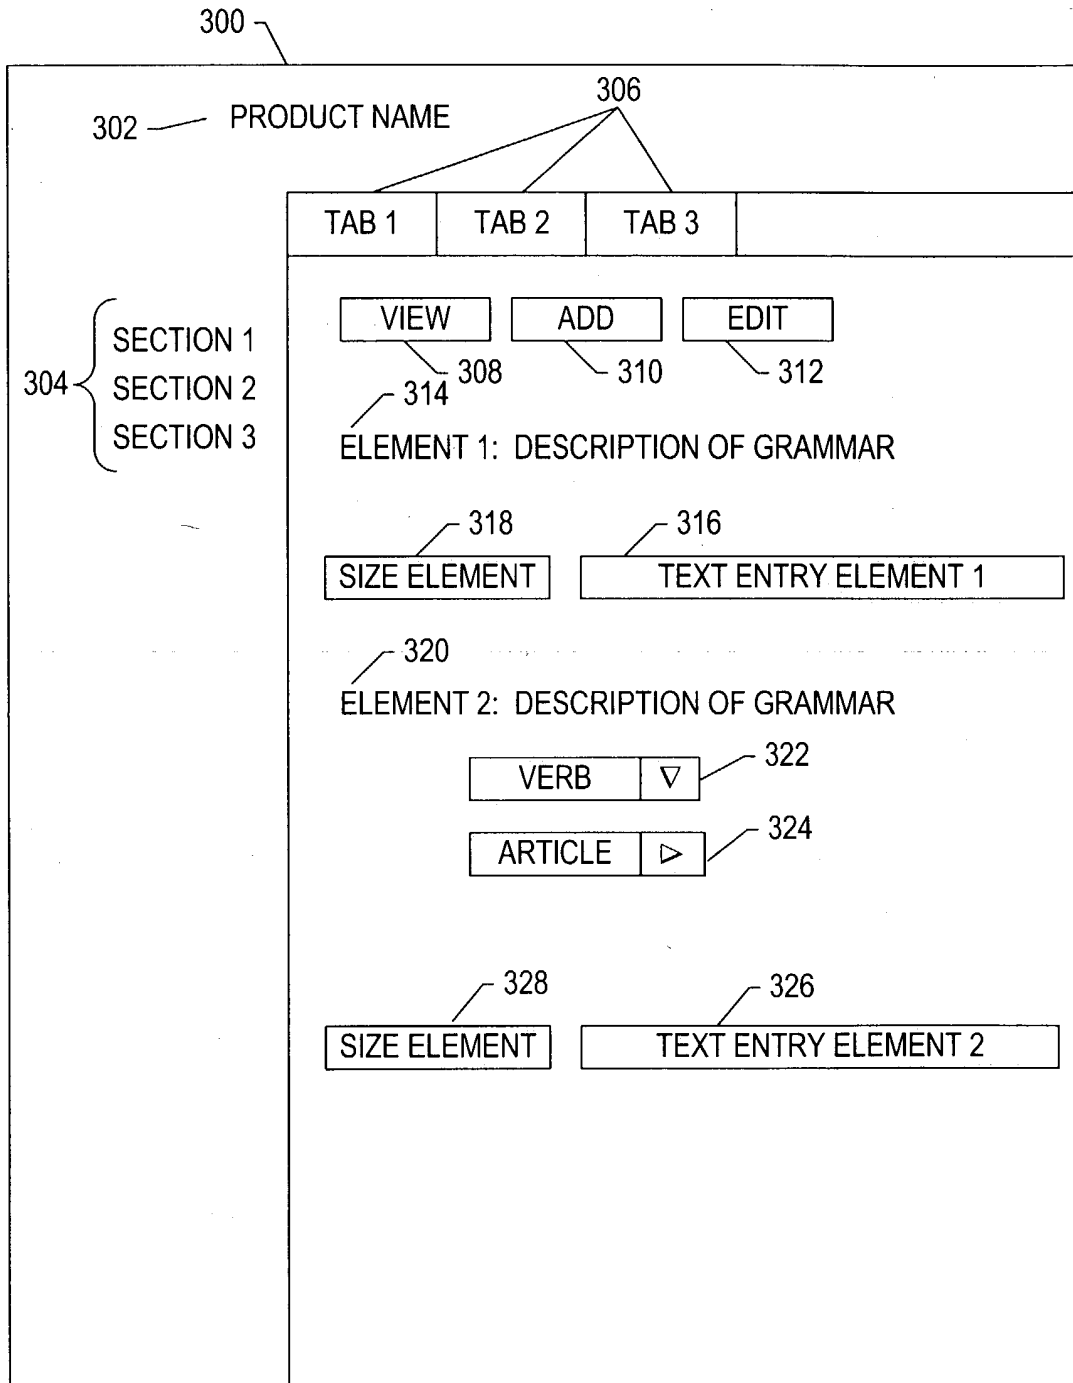 300
306
302 PRODUCT NAME
TAB 1 TAB 2 TAB 3
VIEW ADD EDIT
308 310 312
304
SECTION 1
SECTION 2
SECTION 3
314
ELEMENT 1: DESCRIPTION OF GRAMMAR
318 316
SIZE ELEMENT TEXT ENTRY ELEMENT 1
320
ELEMENT 2: DESCRIPTION OF GRAMMAR
VERB 322
ARTICLE 324
328 326
SIZE ELEMENT TEXT ENTRY ELEMENT 2